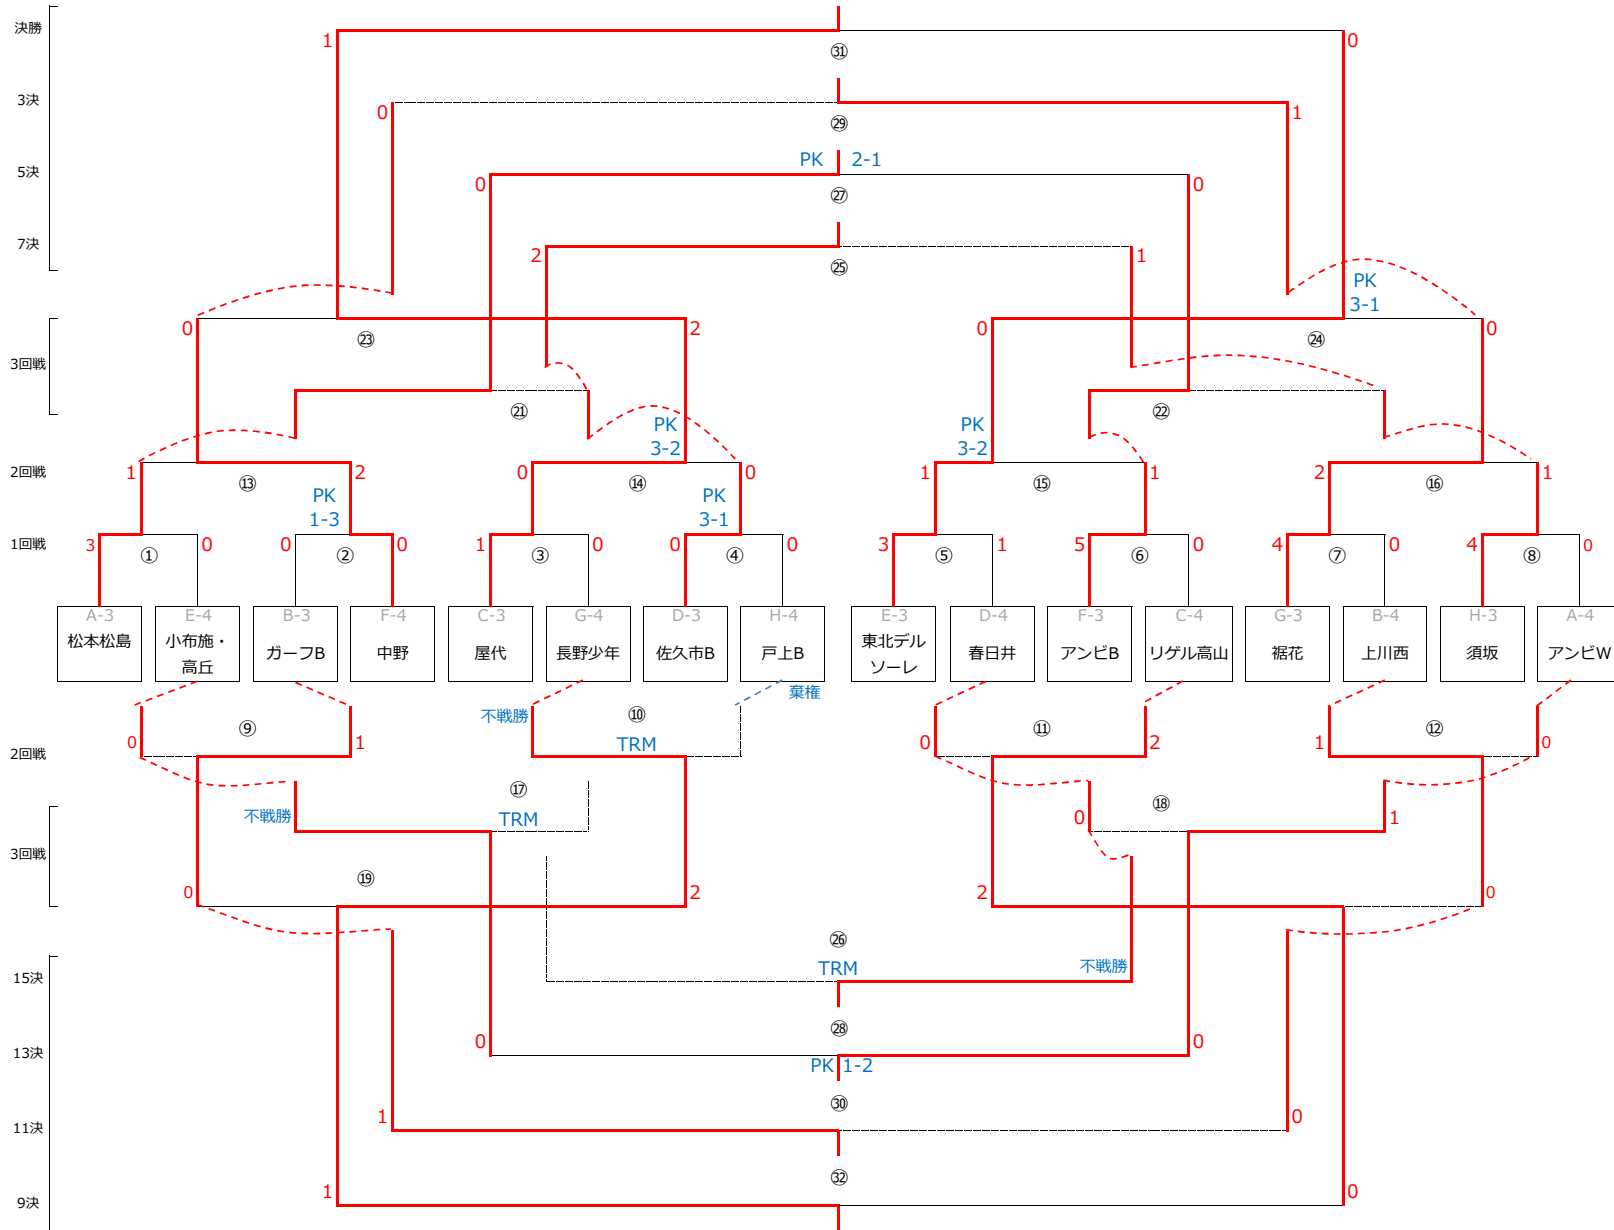 決勝
1
0
㉛
3決
0
1
㉙
PK 2-1
5決
0
0
㉗
7決
2
1
㉕
PK
3-1
0
2
0
0
㉓
㉔
3回戦
㉑
㉒
PK
3-2
PK
3-2
2回戦
1
2
0
0
1
1
2
1
⑬
⑭
⑮
⑯
PK
1-3
PK
3-1
1回戦
3
0
0
0
1
0
0
0
3
1
5
0
4
0
4
0
①
②
③
④
⑤
⑥
⑦
⑧
A-3
E-4
B-3
F-4
C-3
G-4
D-3
H-4
E-3
D-4
F-3
C-4
G-3
B-4
H-3
A-4
松本松島
小布施・
高丘
ガーフB
中野
屋代
長野少年
佐久市B
戸上B
東北デル
ソーレ
春日井
アンビB
リゲル高山
裾花
上川西
須坂
アンビW
棄権
不戦勝
⑨
⑩
⑪
⑫
2回戦
0
1
TRM
0
2
1
0
⑰
⑱
不戦勝
TRM
0
1
3回戦
⑲
0
2
2
0
㉖
15決
TRM
不戦勝
㉘
13決
0
0
PK 1-2
㉚
11決
1
0
㉜
9決
1
0